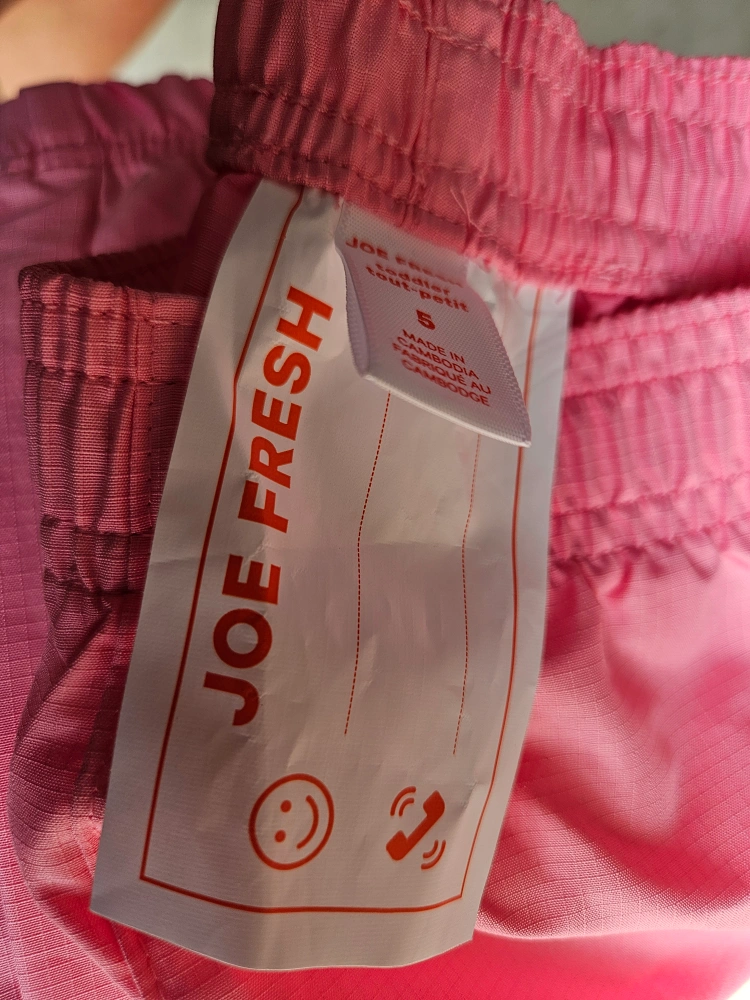 JOE FRESH
toddler
tout-petit
5
MADE IN
CAMBODIA
FABRIQUÉ AU
CAMBODGE
JOE FRESH